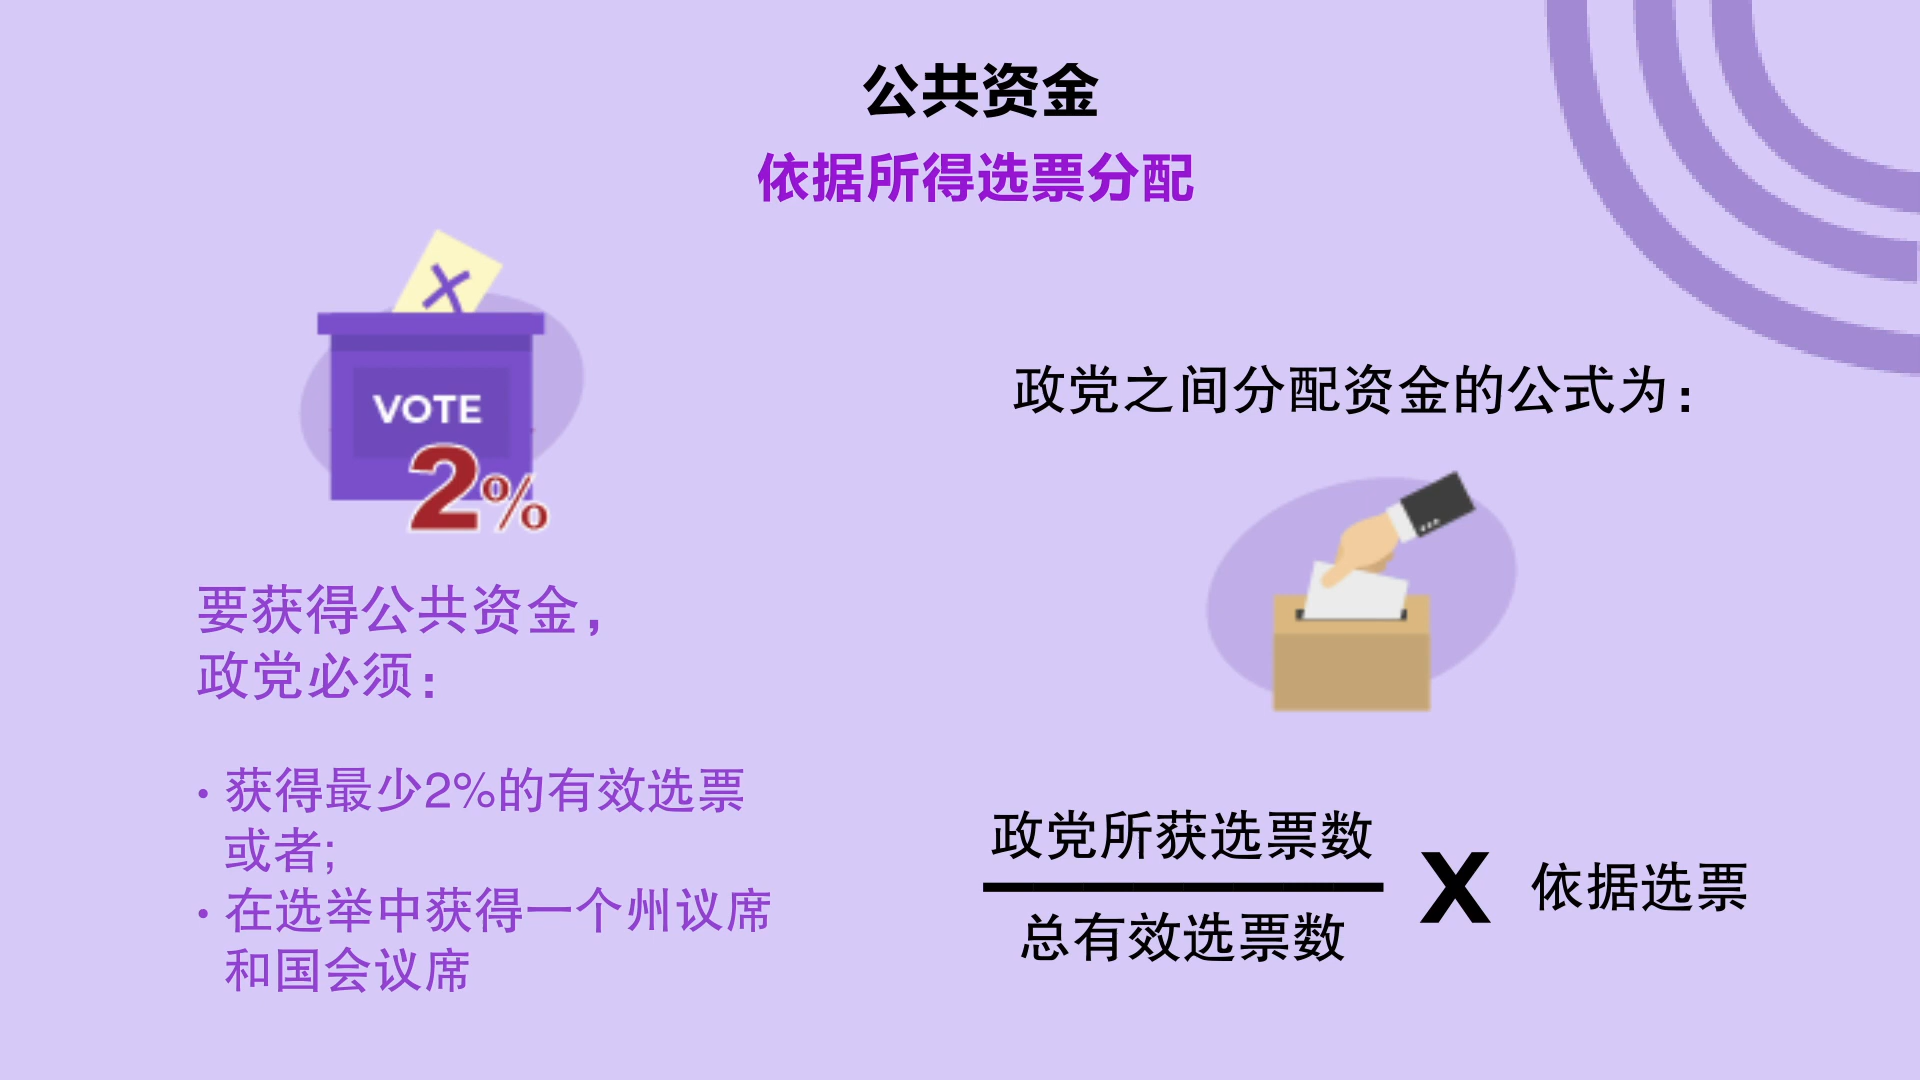 公共资金
依据所得选票分配
VOTE
2%
要获得公共资金，
政党必须：
• 获得最少2%的有效选票
或者;
• 在选举中获得一个州议席
和国会议席
政党之间分配资金的公式为：
政党所获选票数
总有效选票数
X 依据选票